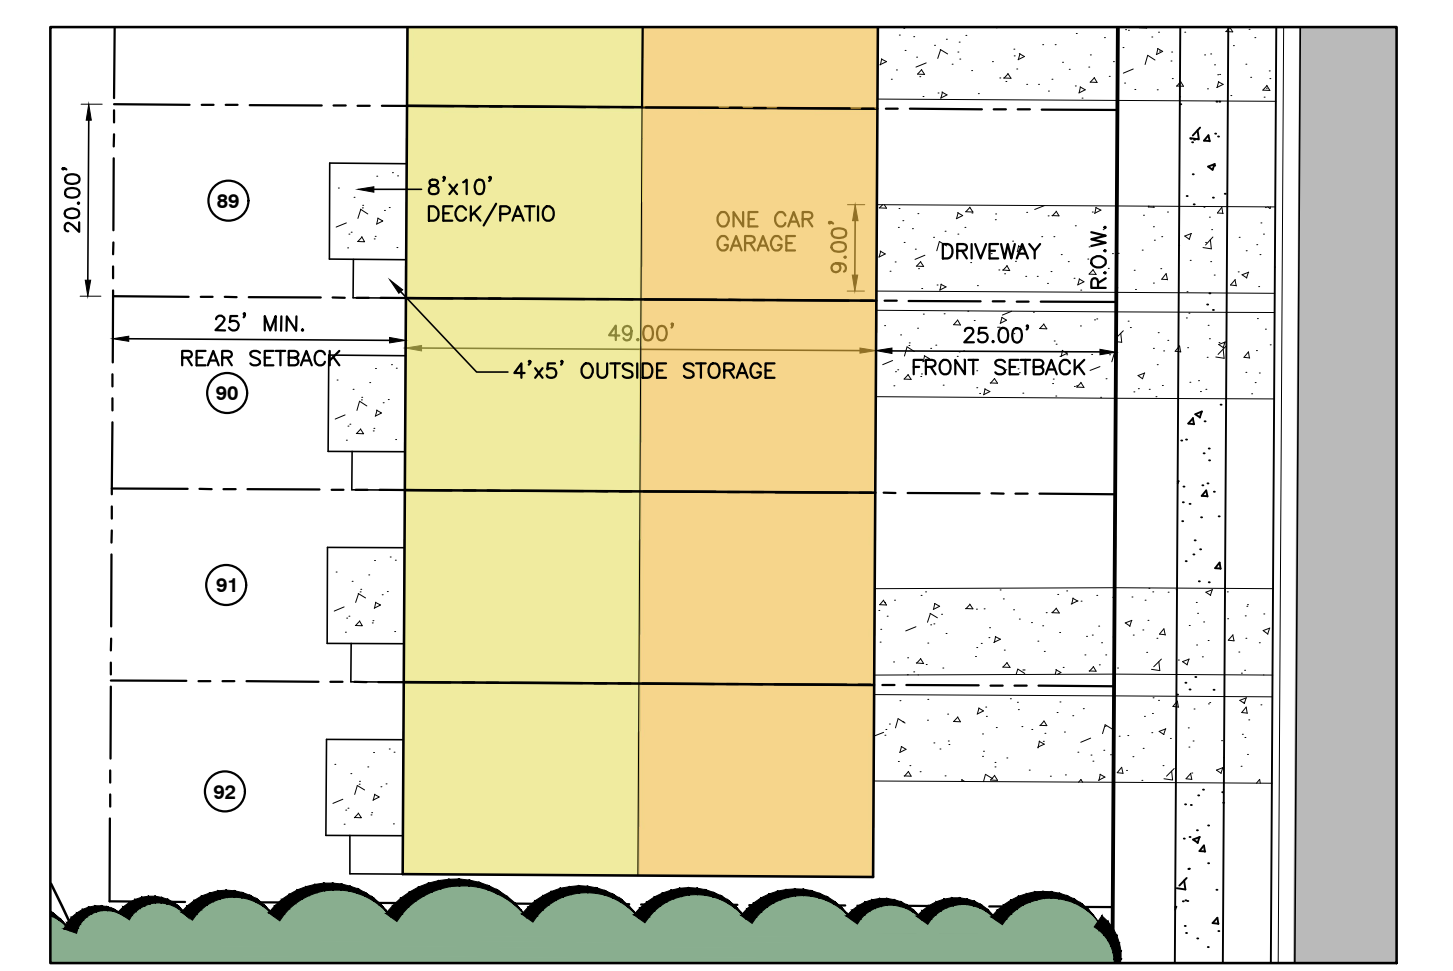 20.00'
89
8'x10'
DECK/PATIO
ONE CAR
GARAGE
9.00'
DRIVEWAY
R.O.W.
25' MIN.
REAR SETBACK
49.00'
4'x5' OUTSIDE STORAGE
25.00'
FRONT SETBACK
90
91
92